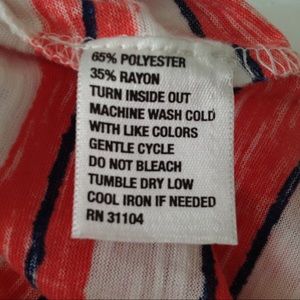 65% POLYESTER
35% RAYON
TURN INSIDE OUT
MACHINE WASH COLD
WITH LIKE COLORS
GENTLE CYCLE
DO NOT BLEACH
TUMBLE DRY LOW
COOL IRON IF NEEDED
RN 31104